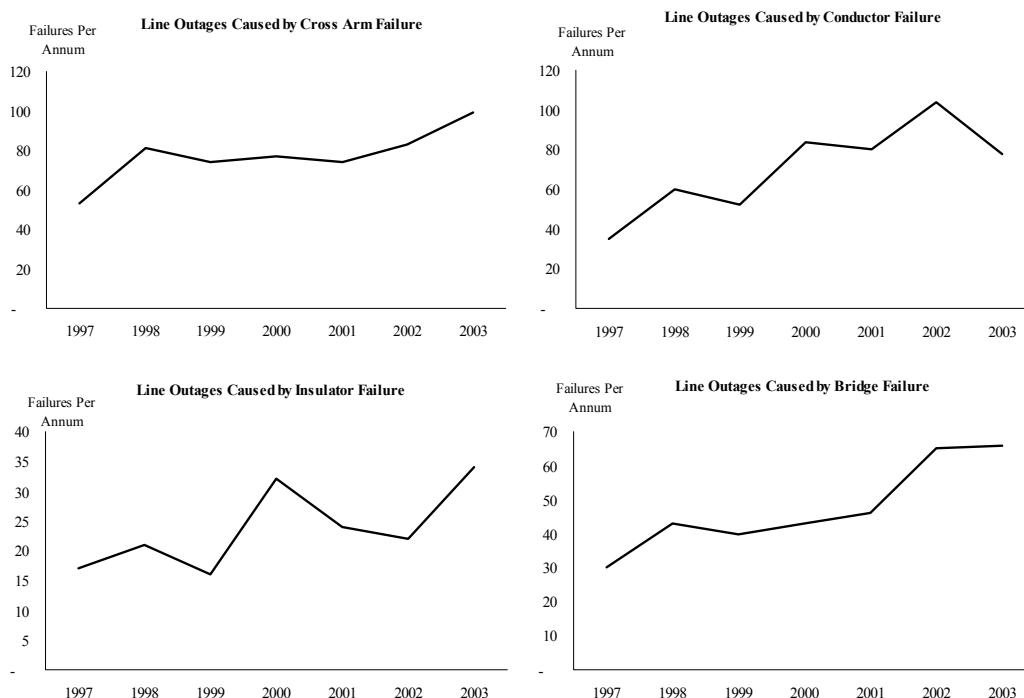 Line Outages Caused by Cross Arm Failure
Failures Per
Annum
120
100
80
60
40
20
-
1997 1998 1999 2000 2001 2002 2003
Line Outages Caused by Conductor Failure
Failures Per
Annum
120
100
80
60
40
20
-
1997 1998 1999 2000 2001 2002 2003
Line Outages Caused by Insulator Failure
Failures Per
Annum
40
35
30
25
20
15
10
5
-
1997 1998 1999 2000 2001 2002 2003
Line Outages Caused by Bridge Failure
Failures Per
Annum
70
60
50
40
30
20
10
-
1997 1998 1999 2000 2001 2002 2003